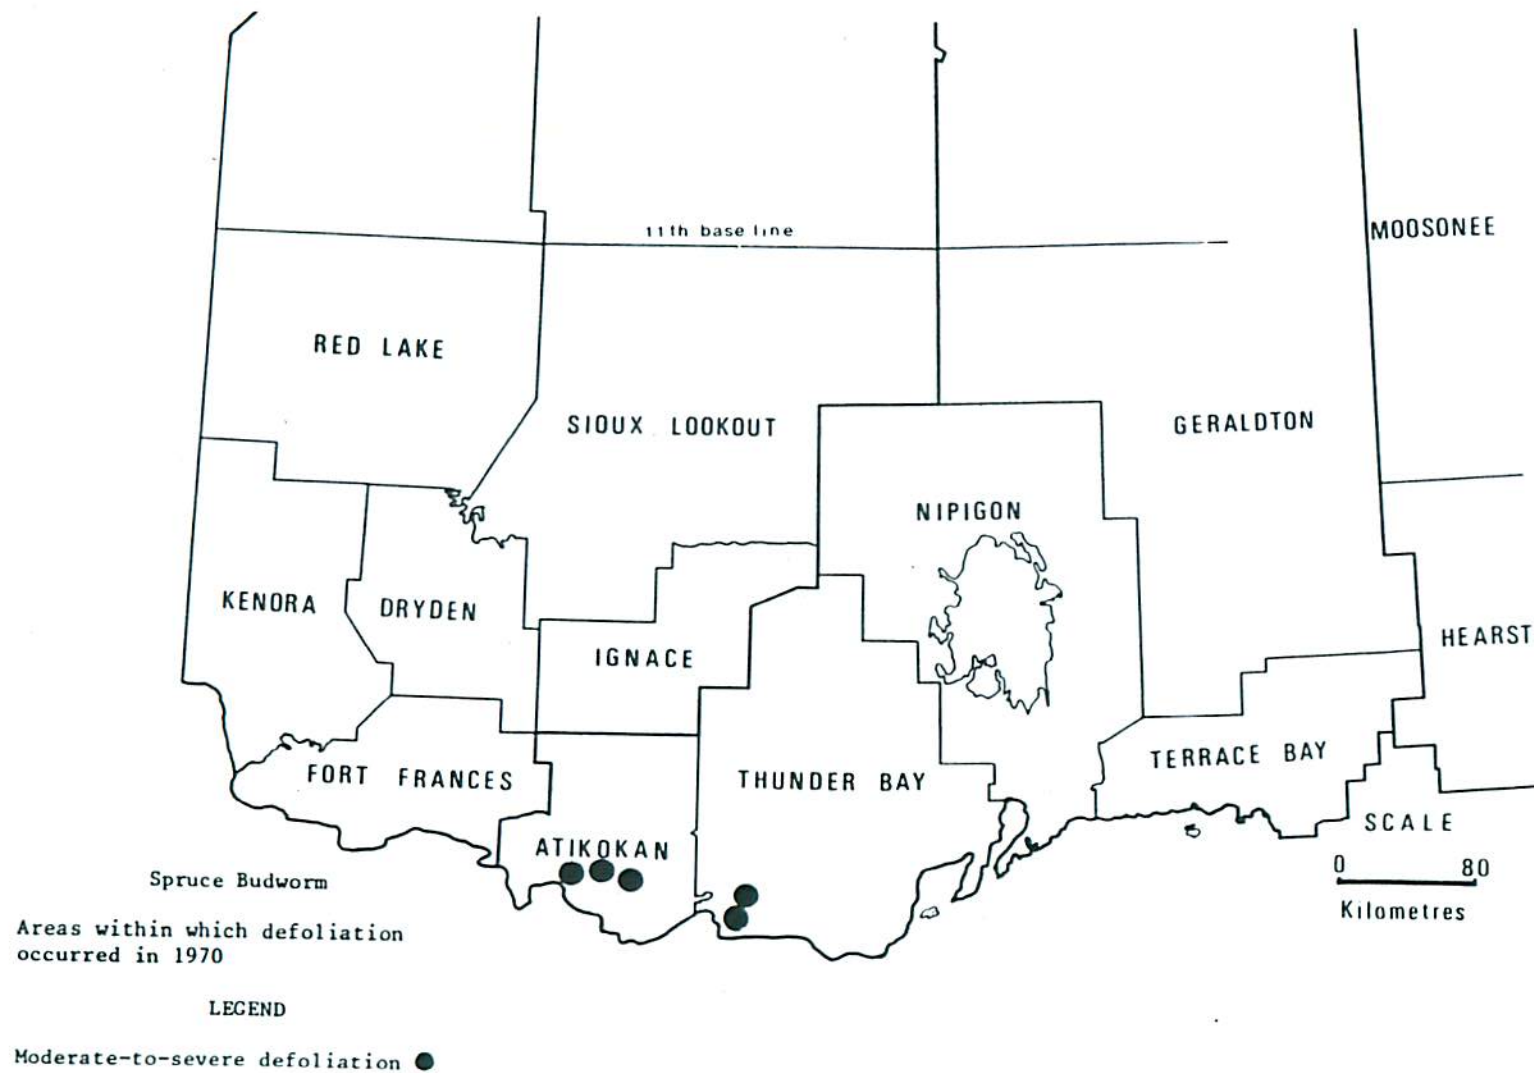 11th base line
MOOSONEE
RED LAKE
SIOUX LOOKOUT
GERALDTON
NIPIGON
KENORA
DRYDEN
HEARST
IGNACE
TERRACE BAY
FORT FRANCES
THUNDER BAY
ATIKOKAN
SCALE
0 80
Kilometres
Spruce Budworm
Areas within which defoliation
occurred in 1970
LEGEND
Moderate-to-severe defoliation